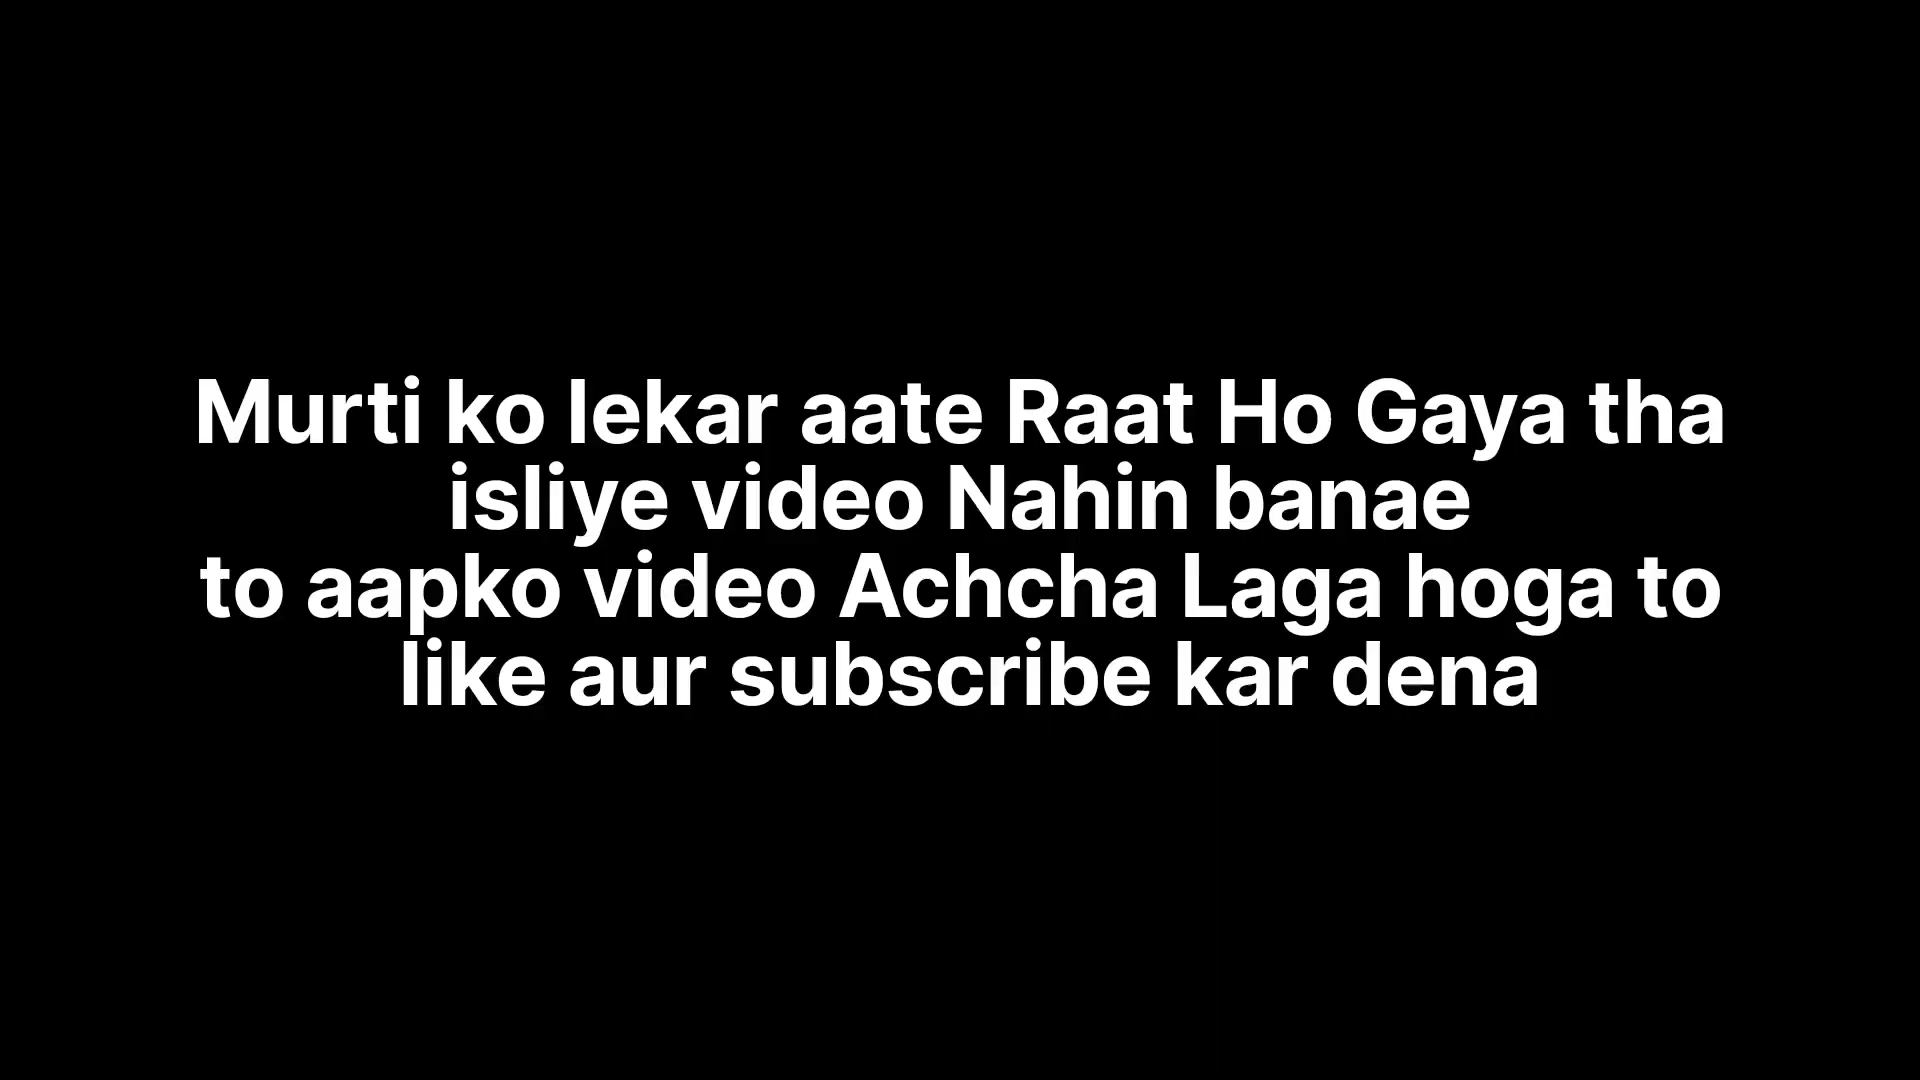 Murti ko lekar aate Raat Ho Gaya tha
isliye video Nahin banae
to aapko video Achcha Laga hoga to
like aur subscribe kar dena